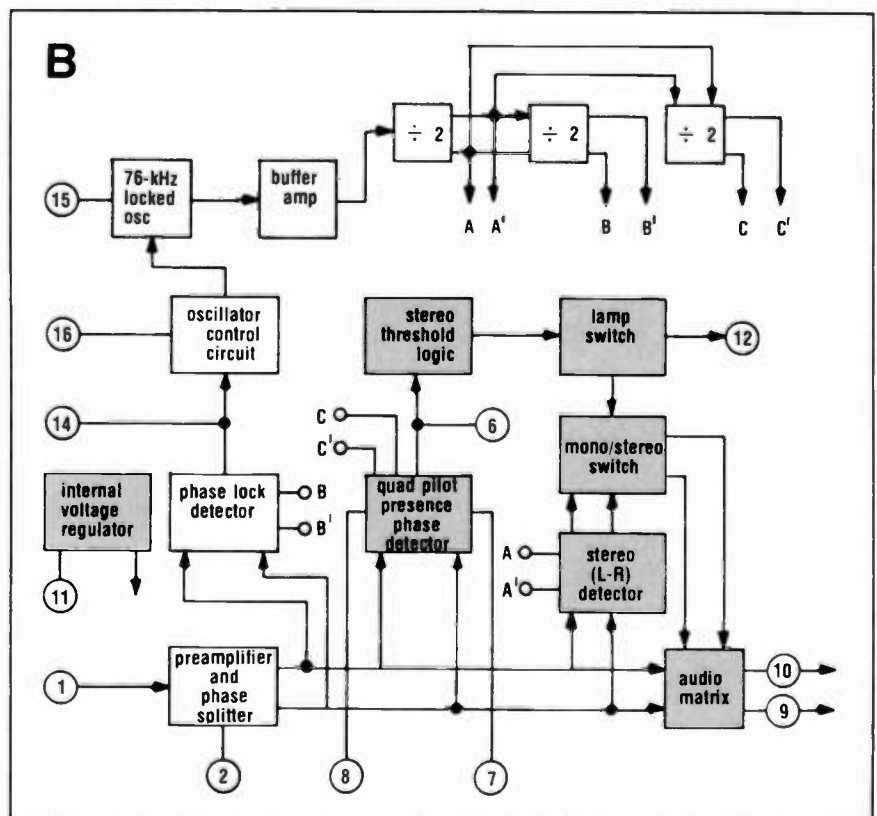 B
÷ 2
÷ 2
÷ 2
76-kHz
locked
osc
buffer
amp
15
A A' B B' C C'
oscillator
control
circuit
16
stereo
threshold
logic
lamp
switch
12
14
C
C'
6
mono/stereo
switch
internal
voltage
regulator
phase lock
detector
B
B'
quad pilot
presence
phase
detector
A
A'
stereo
(L-R)
detector
11
1
preamplifier
and
phase
splitter
audio
matrix
10
9
2
8
7